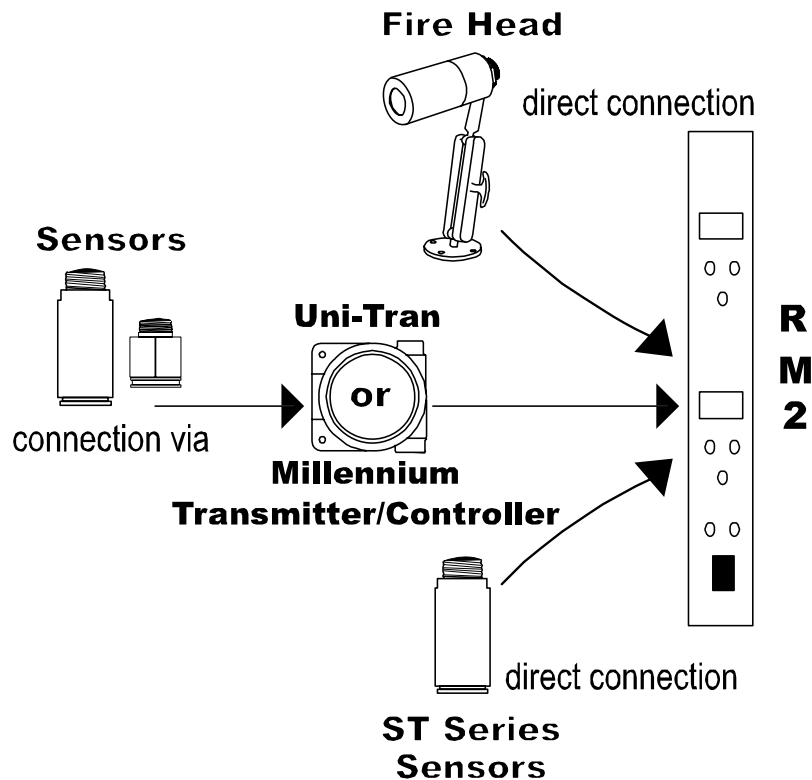 Fire Head
direct connection
Sensors
Uni-Tran
or
connection via
Millennium
Transmitter/Controller
R
M
2
direct connection
ST Series
Sensors